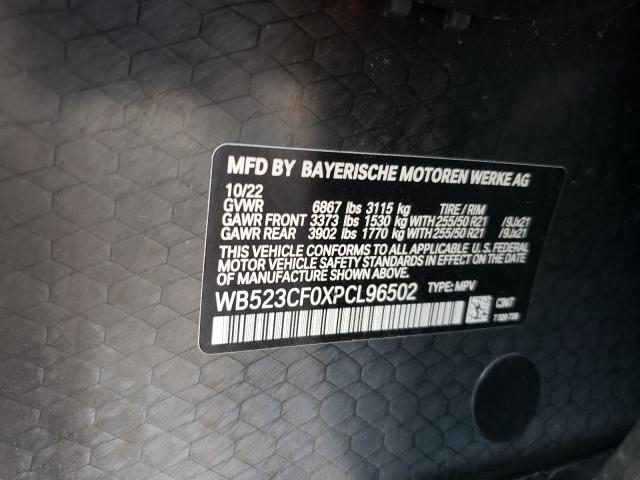 MFD BY BAYERISCHE MOTOREN WERKE AG
10/22
GVWR 6867 lbs 3115 kg TIRE / RIM
GAWR FRONT 3373 lbs 1530 kg WITH 255/50 R21 /9Jx21
GAWR REAR 3902 lbs 1770 kg WITH 255/50 R21 /9Jx21
THIS VEHICLE CONFORMS TO ALL APPLICABLE U.S. FEDERAL
MOTOR VEHICLE SAFETY STANDARDS IN EFFECT ON THE DATE
OF MANUFACTURE SHOWN ABOVE.
WB523CF0XPCL96502 TYPE: MPV